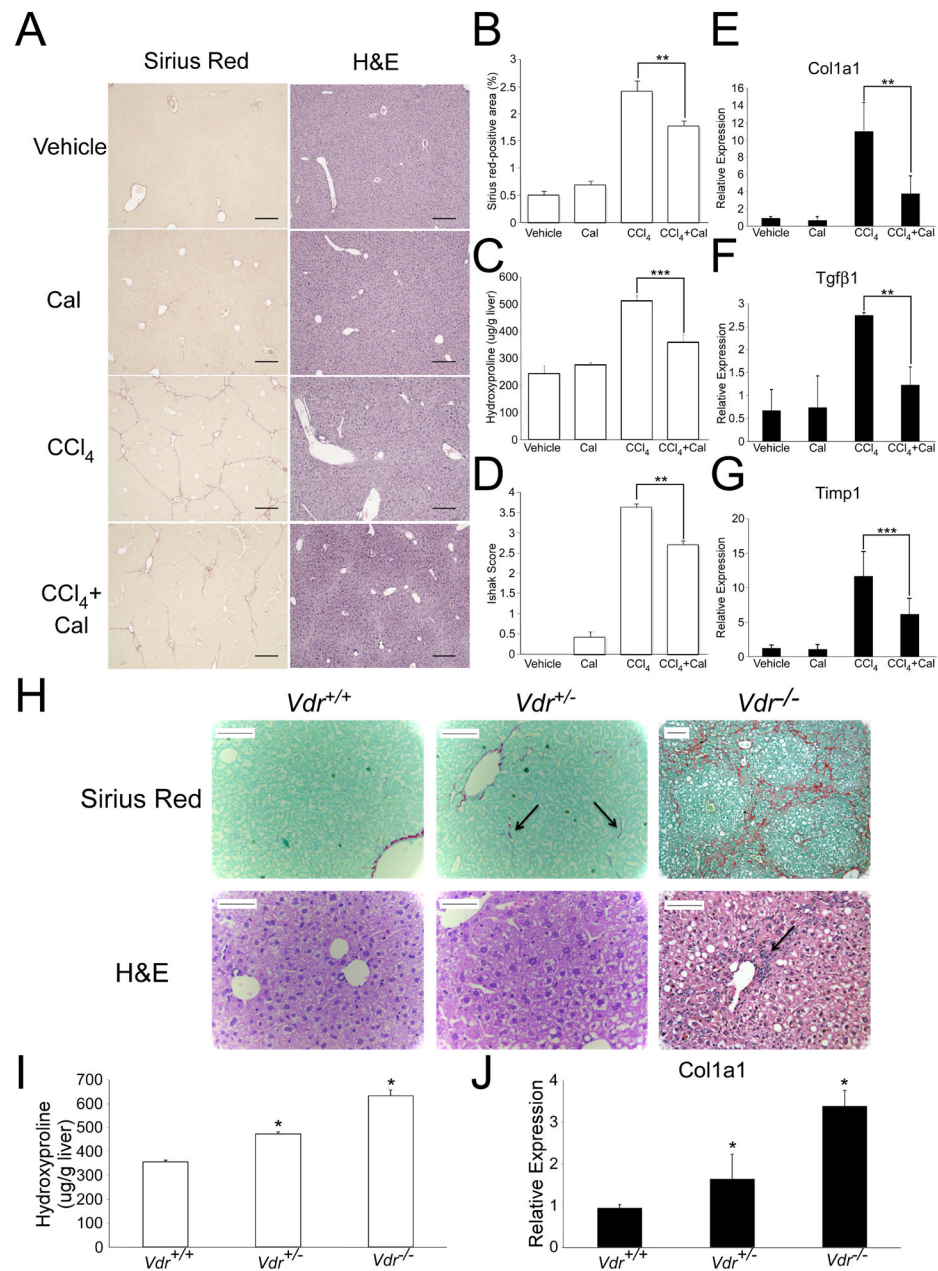 A
Sirius Red
H&E
Vehicle
Cal
CCl4
CCl4+
Cal
B
Sirius red-positive area (%)
3
2.5
2
1.5
1
0.5
0
**
Vehicle
Cal
CCl4
CCl4+Cal
C
Hydroxyproline (ug/g liver)
600
500
400
300
200
100
0
***
Vehicle
Cal
CCl4
CCl4+Cal
D
Ishak Score
4
3.5
3
2.5
2
1.5
1
0.5
0
**
Vehicle
Cal
CCl4
CCl4+Cal
E
Col1a1
Relative Expression
16
14
12
10
8
6
4
2
0
**
Vehicle
Cal
CCl4
CCl4+Cal
F
Tgfβ1
Relative Expression
3
2.5
2
1.5
1
0.5
0
**
Vehicle
Cal
CCl4
CCl4+Cal
G
Timp1
Relative Expression
20
15
10
5
0
***
Vehicle
Cal
CCl4
CCl4+Cal
H
Vdr+/+
Vdr+/-
Vdr-/-
Sirius Red
H&E
I
Hydroxyproline
(ug/g liver)
700
600
500
400
300
200
100
0
*
*
Vdr+/+
Vdr+/-
Vdr-/-
J
Col1a1
Relative Expression
4
3
2
1
0
*
*
Vdr+/+
Vdr+/-
Vdr-/-